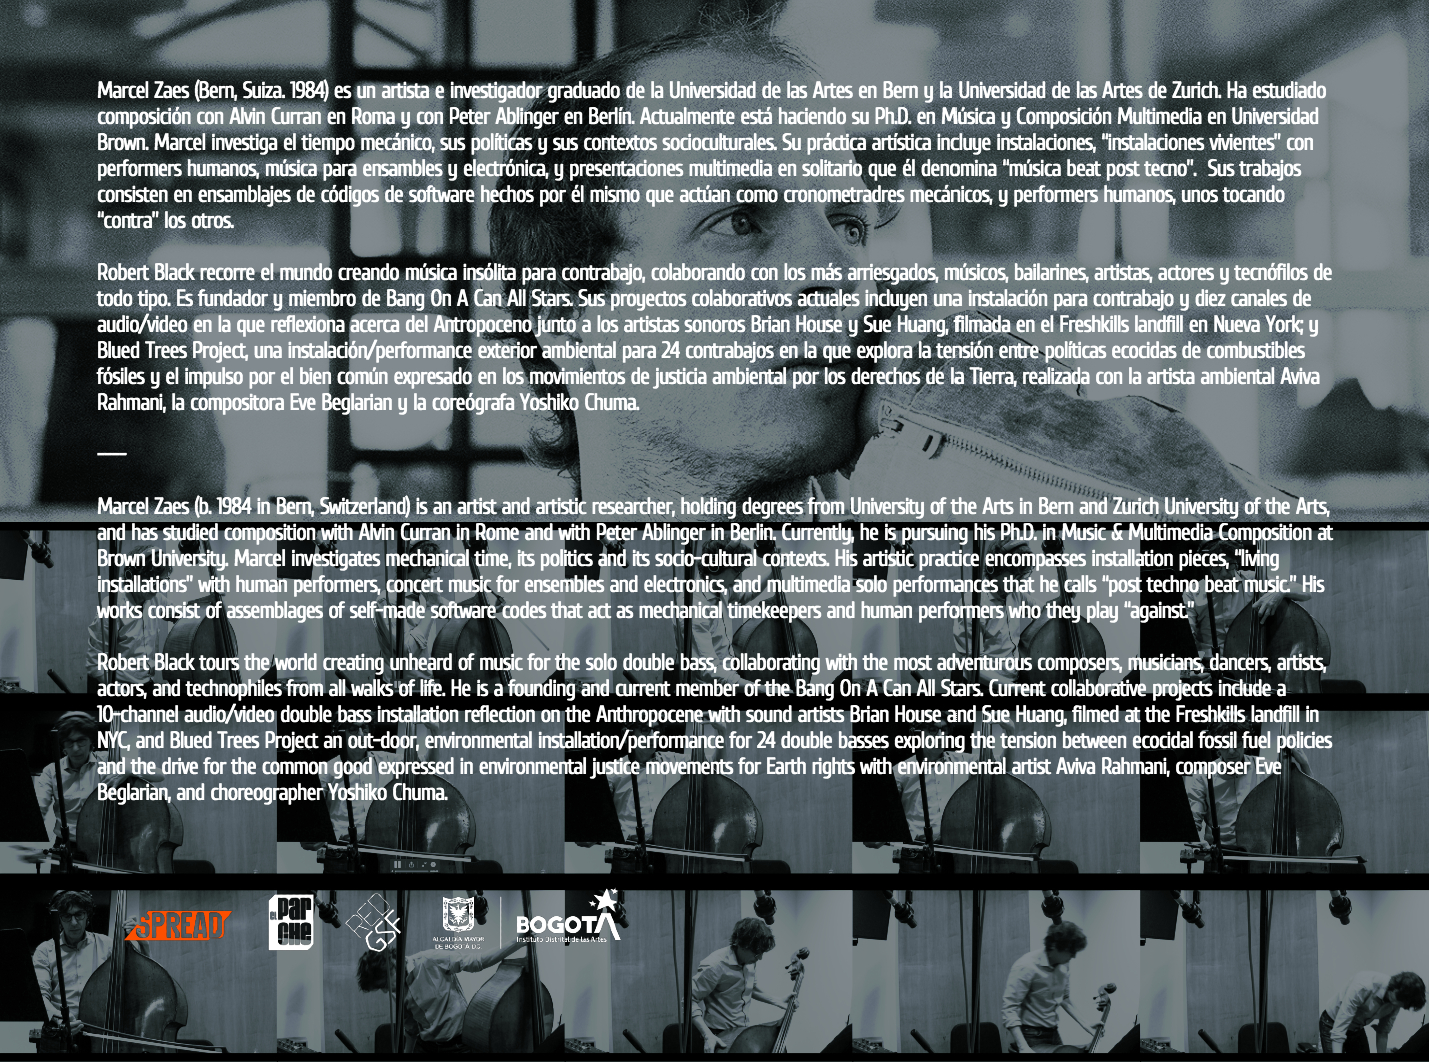 Marcel Zaes (Bern, Suiza. 1984) es un artista e investigador graduado de la Universidad de las Artes en Bern y la Universidad de las Artes de Zurich. Ha estudiado
composición con Alvin Curran en Roma y con Peter Ablinger en Berlín. Actualmente está haciendo su Ph.D. en Música y Composición Multimedia en Universidad
Brown. Marcel investiga el tiempo mecánico, sus políticas y sus contextos socioculturales. Su práctica artística incluye instalaciones, “instalaciones vivientes” con
performers humanos, música para ensambles y electrónica, y presentaciones multimedia en solitario que él denomina “música beat post tecno”. Sus trabajos
consisten en ensamblajes de códigos de software hechos por él mismo que actúan como cronometradres mecánicos, y performers humanos, unos tocando
“contra” los otros.
Robert Black recorre el mundo creando música insólita para contrabajo, colaborando con los más arriesgados, músicos, bailarines, artistas, actores y tecnófilos de
todo tipo. Es fundador y miembro de Bang On A Can All Stars. Sus proyectos colaborativos actuales incluyen una instalación para contrabajo y diez canales de
audio/video en la que reflexiona acerca del Antropoceno junto a los artistas sonoros Brian House y Sue Huang, filmada en el Freshkills landfill en Nueva York; y
Blued Trees Project, una instalación/performance exterior ambiental para 24 contrabajos en la que explora la tensión entre políticas ecocidas de combustibles
fósiles y el impulso por el bien común expresado en los movimientos de justicia ambiental por los derechos de la Tierra, realizada con la artista ambiental Aviva
Rahmani, la compositora Eve Beglarian y la coreógrafa Yoshiko Chuma.
Marcel Zaes (b. 1984 in Bern, Switzerland) is an artist and artistic researcher, holding degrees from University of the Arts in Bern and Zurich University of the Arts,
and has studied composition with Alvin Curran in Rome and with Peter Ablinger in Berlin. Currently, he is pursuing his Ph.D. in Music & Multimedia Composition at
Brown University. Marcel investigates mechanical time, its politics and its socio-cultural contexts. His artistic practice encompasses installation pieces, “living
installations” with human performers, concert music for ensembles and electronics, and multimedia solo performances that he calls “post techno beat music.” His
works consist of assemblages of self-made software codes that act as mechanical timekeepers and human performers who they play “against.”
Robert Black tours the world creating unheard of music for the solo double bass, collaborating with the most adventurous composers, musicians, dancers, artists,
actors, and technophiles from all walks of life. He is a founding and current member of the Bang On A Can All Stars. Current collaborative projects include a
10-channel audio/video double bass installation reflection on the Anthropocene with sound artists Brian House and Sue Huang, filmed at the Freshkills landfill in
NYC, and Blued Trees Project an out-door, environmental installation/performance for 24 double basses exploring the tension between ecocidal fossil fuel policies
and the drive for the common good expressed in environmental justice movements for Earth rights with environmental artist Aviva Rahmani, composer Eve
Beglarian, and choreographer Yoshiko Chuma.
SPREAD
el PARCHE
RED GSF
ALCALDÍA MAYOR
DE BOGOTÁ D.C.
BOGOTÁ
Instituto Distrital de las Artes